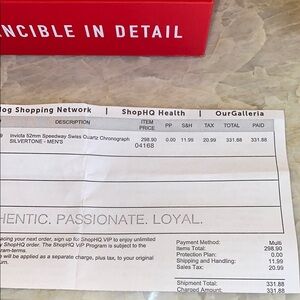 NCIBLE IN DETAIL
log Shopping Network | ShopHQ Health | OurGalleria
DESCRIPTION ITEM PRICE PP S&H TAX TOTAL PAID
9 Invicta 52mm Speedway Swiss Quartz Chronograph 298.90 0.00 11.99 20.99 331.88 331.88
SILVERTONE - MEN'S 04168
HENTIC. PASSIONATE. LOYAL.
acing your next order, sign up for ShopHQ VIP to enjoy unlimited
y ShopHQ order. The ShopHQ VIP Program is subject to the
ram-terms.
e will be applied as a separate charge, plus tax, to your original
turn.
Payment Method: Multi
Items Total: 298.90
Protection Plan: 0.00
Shipping and Handling: 11.99
Sales Tax: 20.99
Shipment Total: 331.88
Charged Amount: 331.88